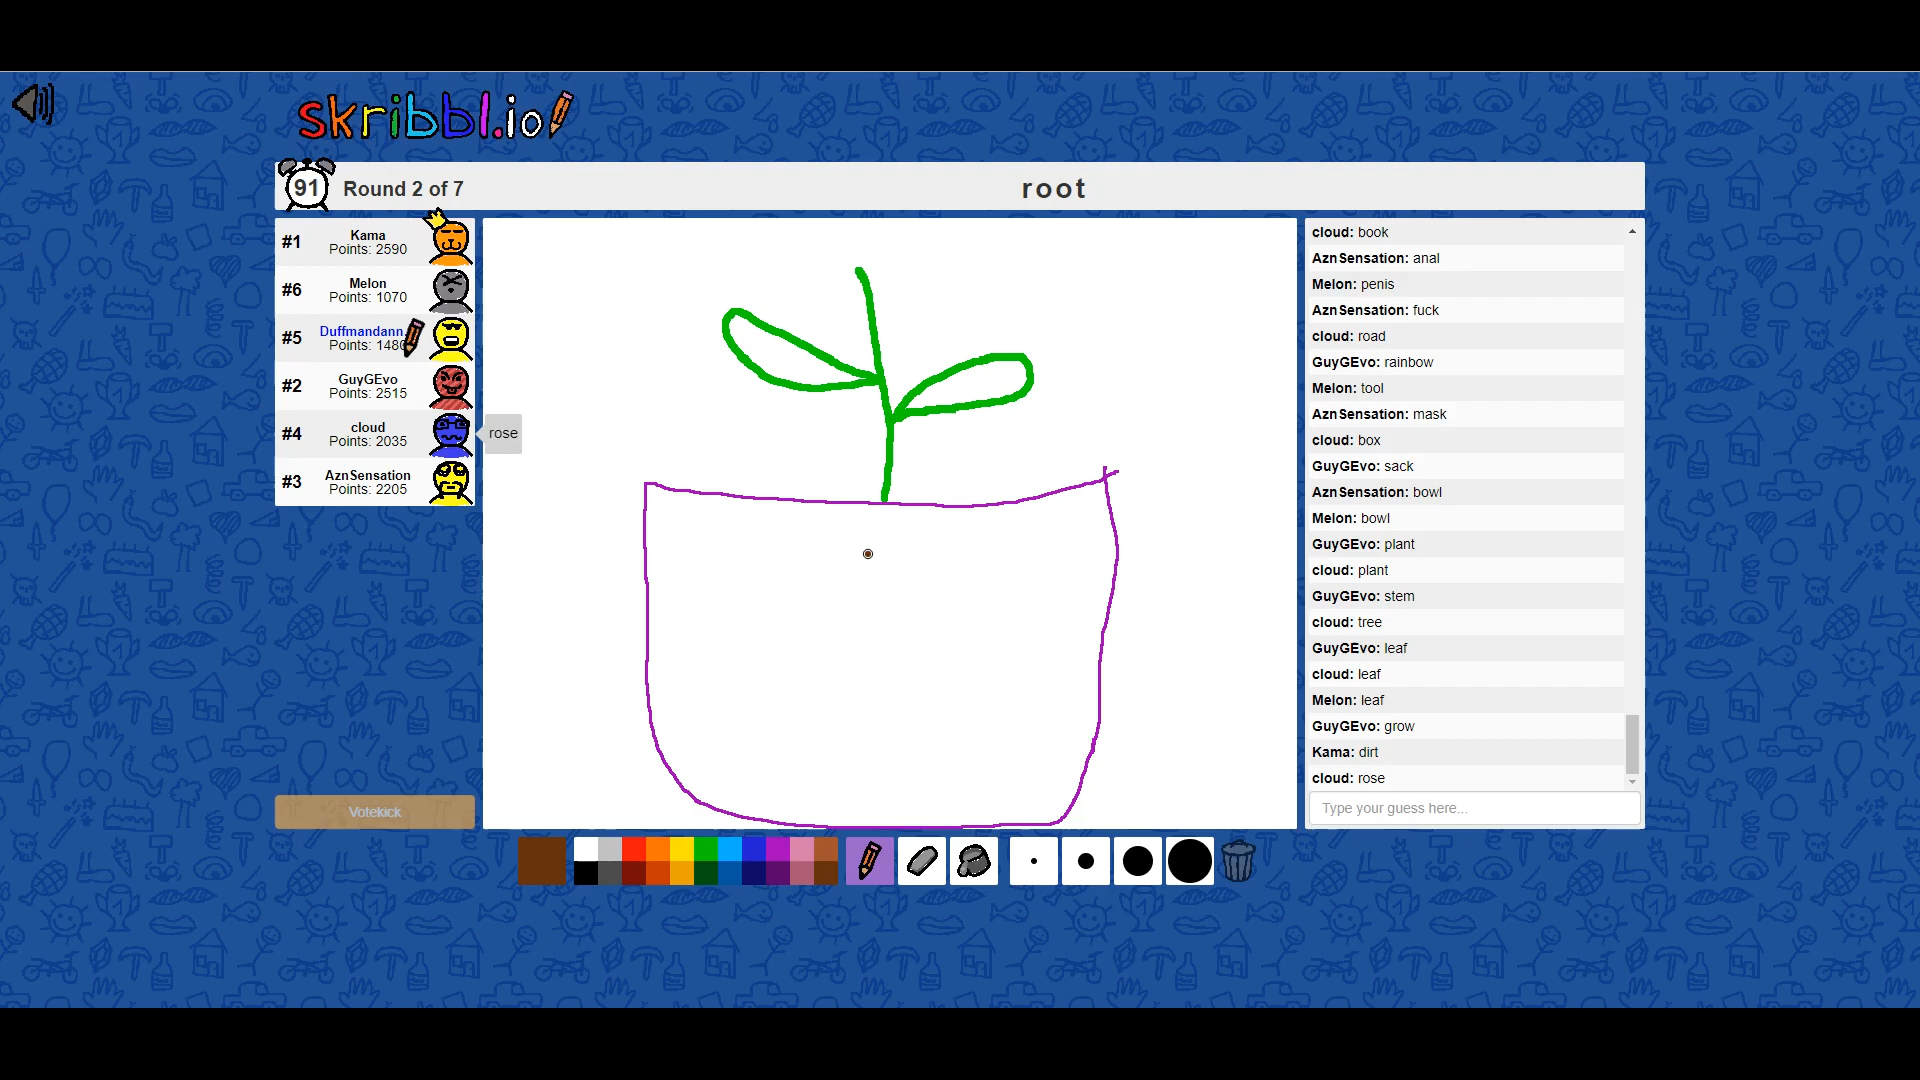 skribbl.io
91
Round 2 of 7
root
#1
Kama
Points: 2590
#6
Melon
Points: 1070
#5
Duffmandann.
Points: 1480
#2
GuyGEvo
Points: 2515
#4
cloud
Points: 2035
rose
#3
AznSensation
Points: 2205
Votekick
cloud: book
AznSensation: anal
Melon: penis
AznSensation: fuck
cloud: road
GuyGEvo: rainbow
Melon: tool
AznSensation: mask
cloud: box
GuyGEvo: sack
AznSensation: bowl
Melon: bowl
GuyGEvo: plant
cloud: plant
GuyGEvo: stem
cloud: tree
GuyGEvo: leaf
cloud: leaf
Melon: leaf
GuyGEvo: grow
Kama: dirt
cloud: rose
Type your guess here...